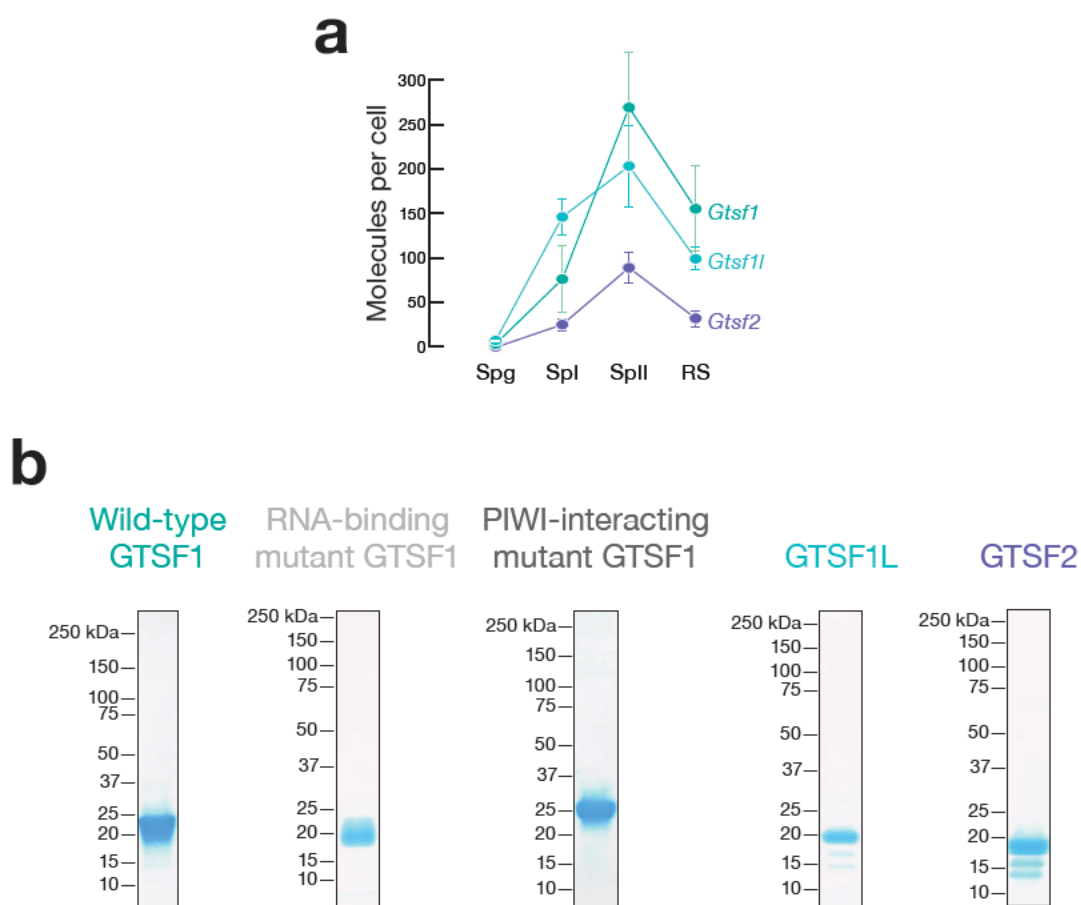 a
Molecules per cell
300
250
200
150
100
50
0
Gtsf1
Gtsf1l
Gtsf2
Spg SpI SpII RS
b
Wild-type
GTSF1
250 kDa
150
100
75
50
37
25
20
15
10
RNA-binding
mutant GTSF1
250 kDa
150
100
75
50
37
25
20
15
10
PIWI-interacting
mutant GTSF1
250 kDa
150
100
75
50
37
25
20
15
10
GTSF1L
250 kDa
150
100
75
50
37
25
20
15
10
GTSF2
250 kDa
150
100
75
50
37
25
20
15
10